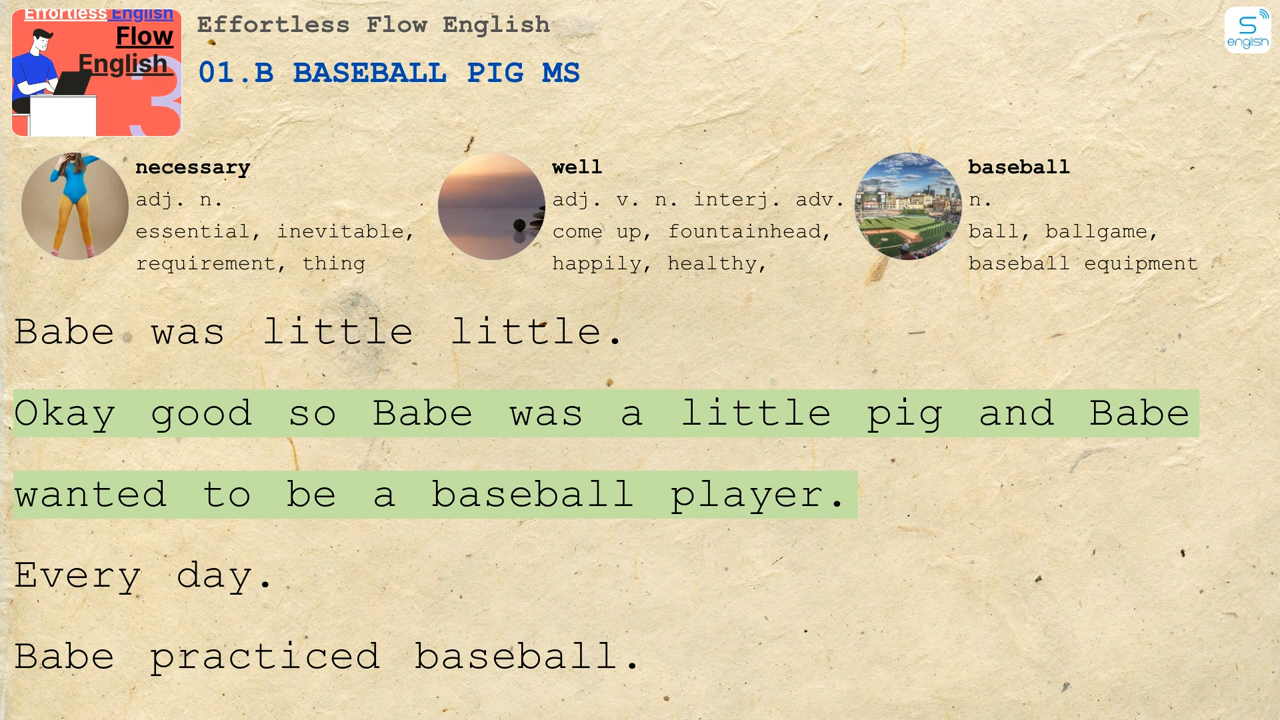 Effortless English
Flow
English
3
Effortless Flow English
01.B BASEBALL PIG MS
S
english
necessary
adj. n.
essential, inevitable,
requirement, thing
well
adj. v. n. interj. adv.
come up, fountainhead,
happily, healthy,
baseball
n.
ball, ballgame,
baseball equipment
Babe was little little.
Okay good so Babe was a little pig and Babe
wanted to be a baseball player.
Every day.
Babe practiced baseball.